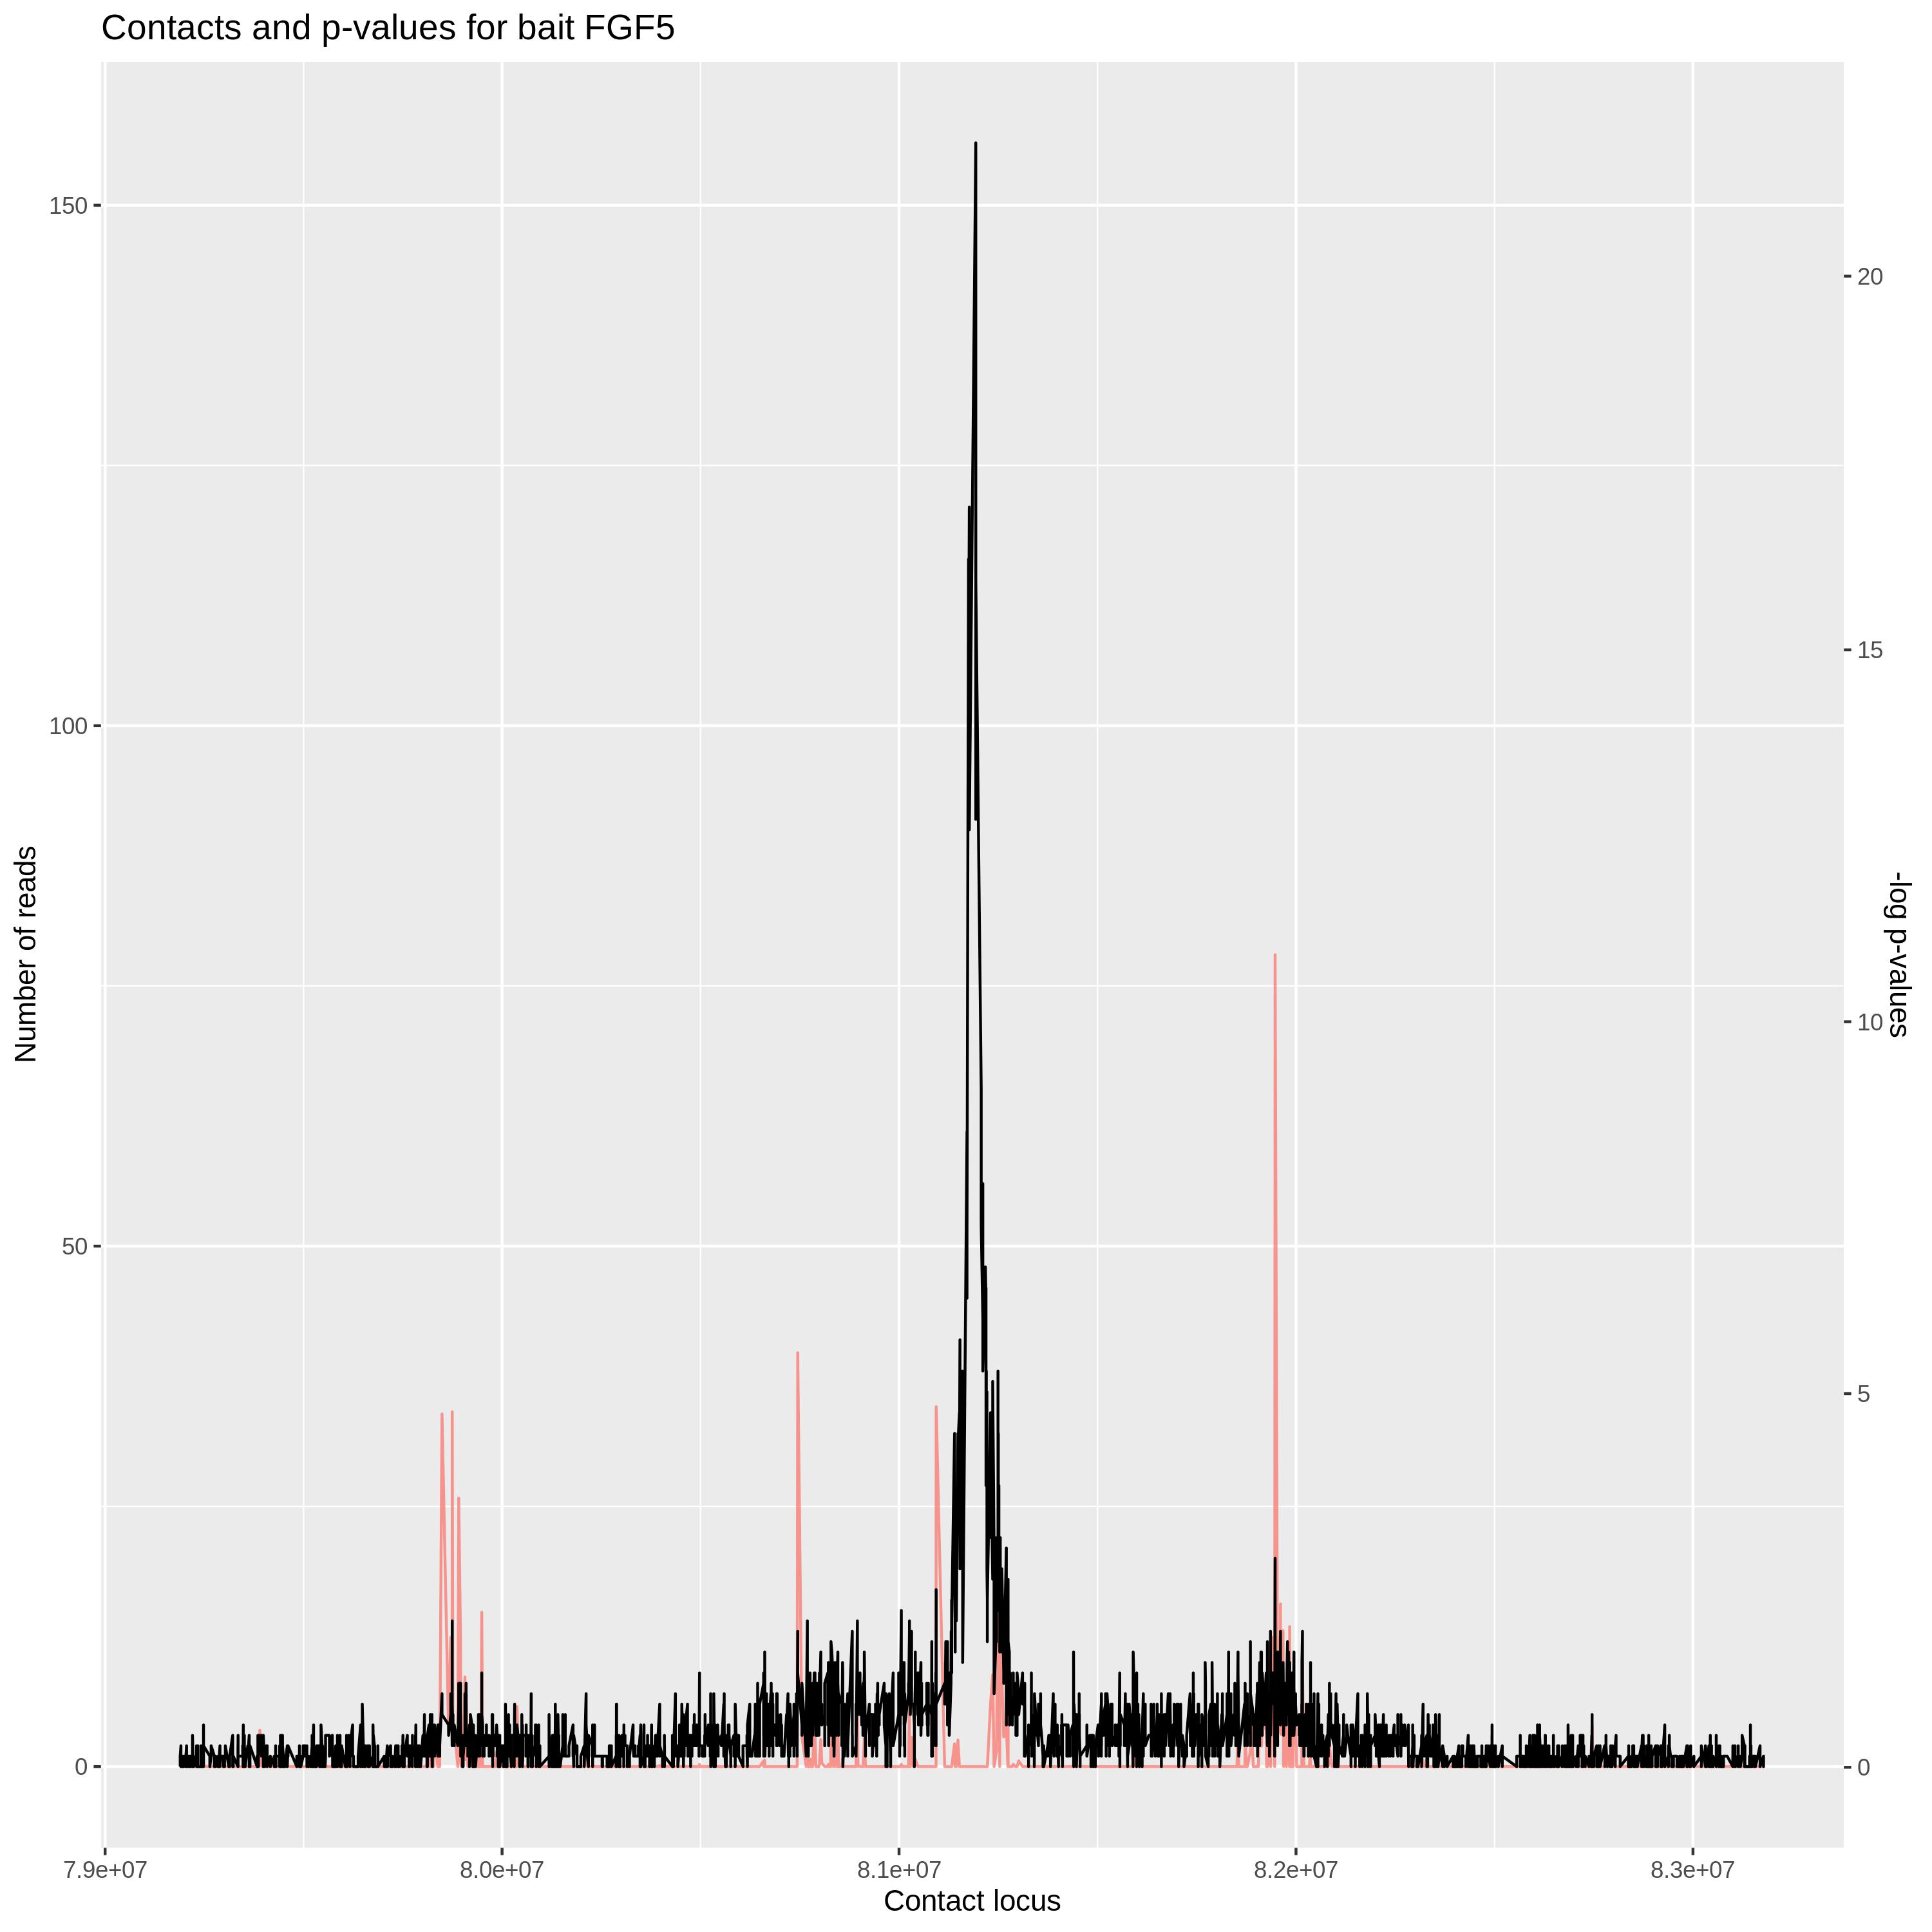 Contacts and p-values for bait FGF5
Number of reads
150
100
50
0
20
15
10
5
0
-log p-values
7.9e+07 8.0e+07 8.1e+07 8.2e+07 8.3e+07
Contact locus